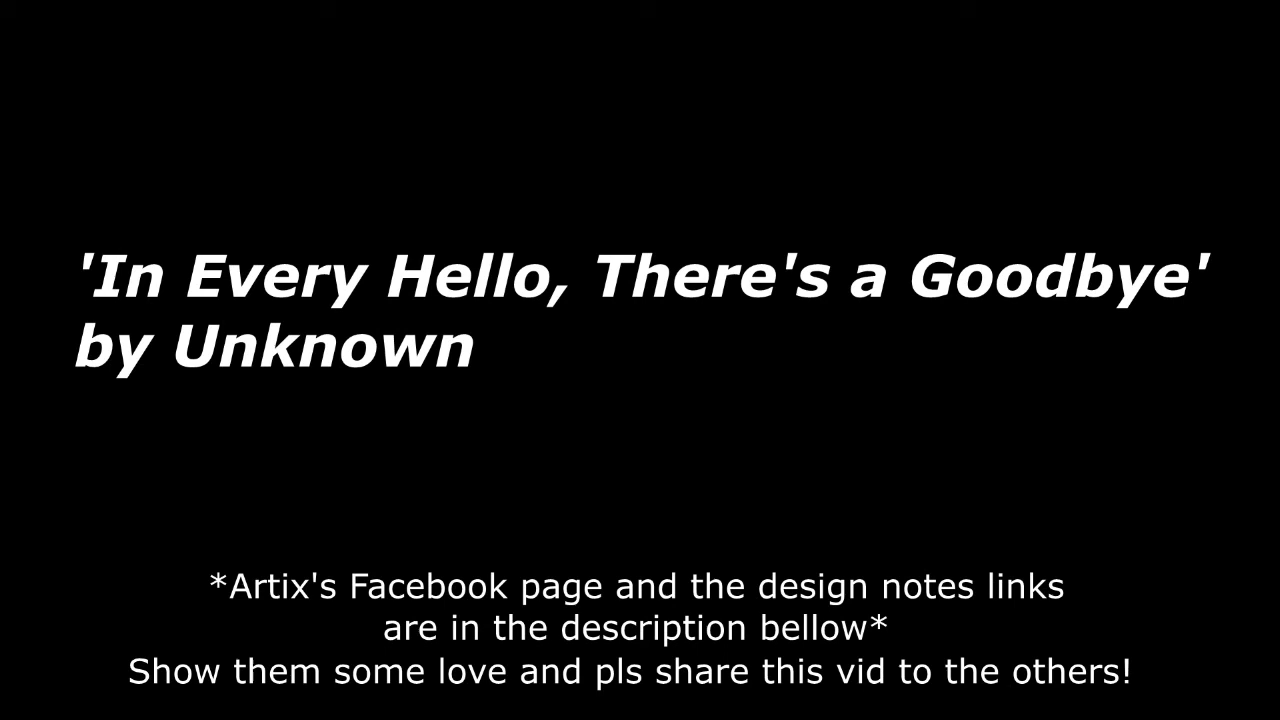 'In Every Hello, There's a Goodbye'
by Unknown
*Artix's Facebook page and the design notes links
are in the description bellow*
Show them some love and pls share this vid to the others!